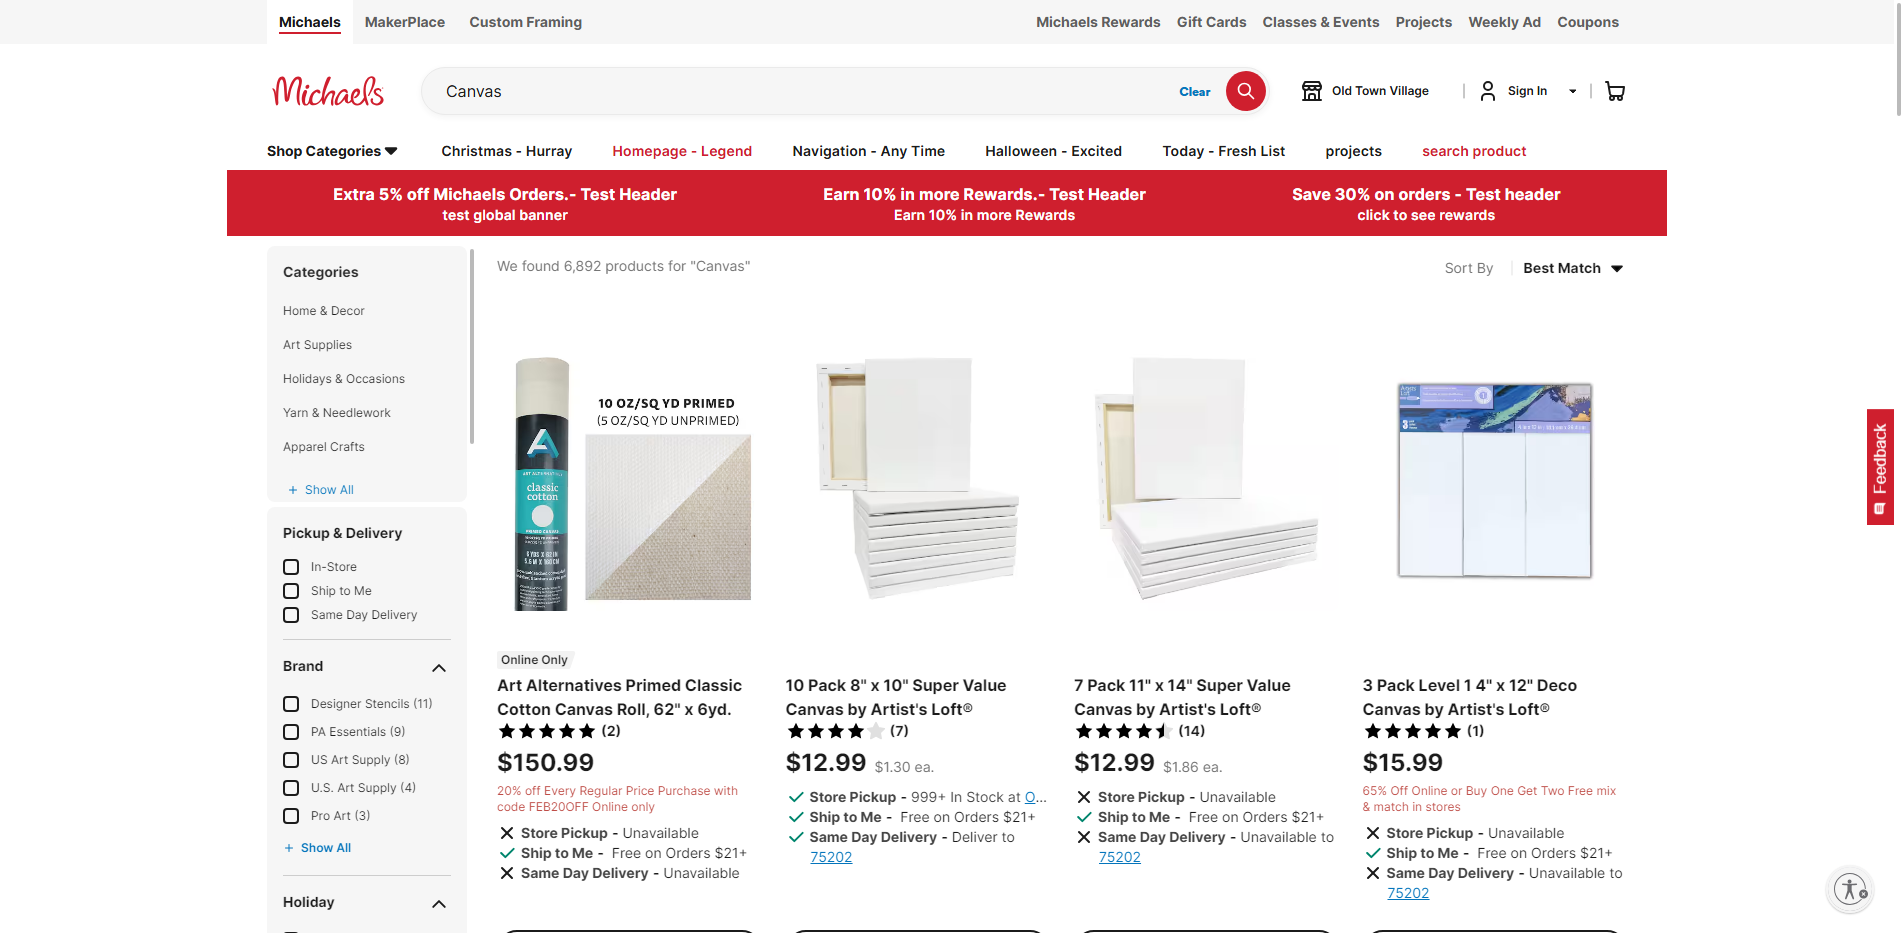 Michaels
MakerPlace
Custom Framing
Michaels Rewards
Gift Cards
Classes & Events
Projects
Weekly Ad
Coupons
Michaels
Canvas
Clear
Old Town Village
Sign In
Shop Categories
Christmas - Hurray
Homepage - Legend
Navigation - Any Time
Halloween - Excited
Today - Fresh List
projects
search product
Extra 5% off Michaels Orders.- Test Header
test global banner
Earn 10% in more Rewards.- Test Header
Earn 10% in more Rewards
Save 30% on orders - Test header
click to see rewards
Categories
Home & Decor
Art Supplies
Holidays & Occasions
Yarn & Needlework
Apparel Crafts
+ Show All
Pickup & Delivery
In-Store
Ship to Me
Same Day Delivery
Brand
Designer Stencils (11)
PA Essentials (9)
US Art Supply (8)
U.S. Art Supply (4)
Pro Art (3)
+ Show All
Holiday
We found 6,892 products for "Canvas"
Sort By
Best Match
classic
cotton
10 OZ/SQ YD PRIMED
(5 OZ/SQ YD UNPRIMED)
Online Only
Art Alternatives Primed Classic
Cotton Canvas Roll, 62" x 6yd.
(2)
$150.99
20% off Every Regular Price Purchase with
code FEB20OFF Online only
Store Pickup - Unavailable
Ship to Me - Free on Orders $21+
Same Day Delivery - Unavailable
10 Pack 8" x 10" Super Value
Canvas by Artist's Loft®
(7)
$12.99 $1.30 ea.
Store Pickup - 999+ In Stock at O...
Ship to Me - Free on Orders $21+
Same Day Delivery - Deliver to
75202
7 Pack 11" x 14" Super Value
Canvas by Artist's Loft®
(14)
$12.99 $1.86 ea.
Store Pickup - Unavailable
Ship to Me - Free on Orders $21+
Same Day Delivery - Unavailable to
75202
3 Pack Level 1 4" x 12" Deco
Canvas by Artist's Loft®
(1)
$15.99
65% Off Online or Buy One Get Two Free mix
& match in stores
Store Pickup - Unavailable
Ship to Me - Free on Orders $21+
Same Day Delivery - Unavailable to
75202
Feedback